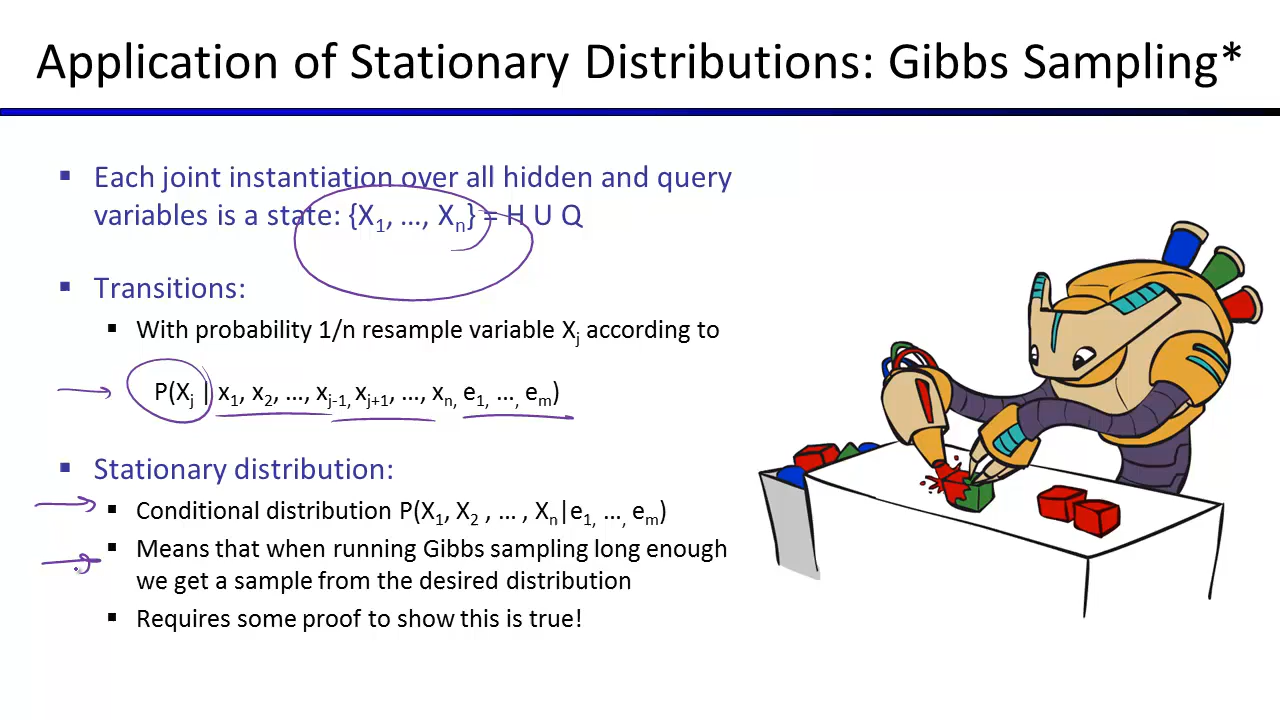 Application of Stationary Distributions: Gibbs Sampling*
▪ Each joint instantiation over all hidden and query
variables is a state: {X1, …, Xn} = H U Q
▪ Transitions:
▪ With probability 1/n resample variable Xj according to
P(Xj | x1, x2, …, xj-1, xj+1, …, xn, e1, …, em)
▪ Stationary distribution:
▪ Conditional distribution P(X1, X2 , … , Xn|e1, …, em)
▪ Means that when running Gibbs sampling long enough
we get a sample from the desired distribution
▪ Requires some proof to show this is true!